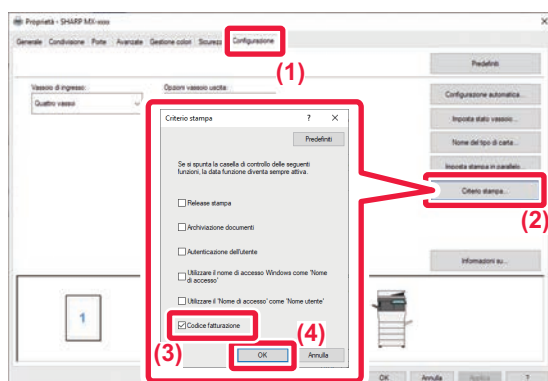 Proprietà - SHARP MX-xxxx
Generale Condivisione Porte Avanzate Gestione colori Sicurezza Configurazione
(1)
Predefiniti
Vassoio di ingresso:
Opzioni vassoio uscita:
Quattro vassoi
Configurazione automatica...
Imposta stato vassoio...
Nome del tipo di carta...
Imposta stampa in parallelo...
Criterio stampa...
(2)
Informazioni su...
Criterio stampa ? X
Predefiniti
Se si spunta la casella di controllo delle seguenti
funzioni, la data funzione diventa sempre attiva.
Release stampa
Archiviazione documenti
Autenticazione dell'utente
Utilizzare il nome di accesso Windows come 'Nome
di accesso'
Utilizzare il 'Nome di accesso' come 'Nome utente'
Codice fatturazione
(3)
(4)
OK Annulla
1
OK Annulla Applica ?